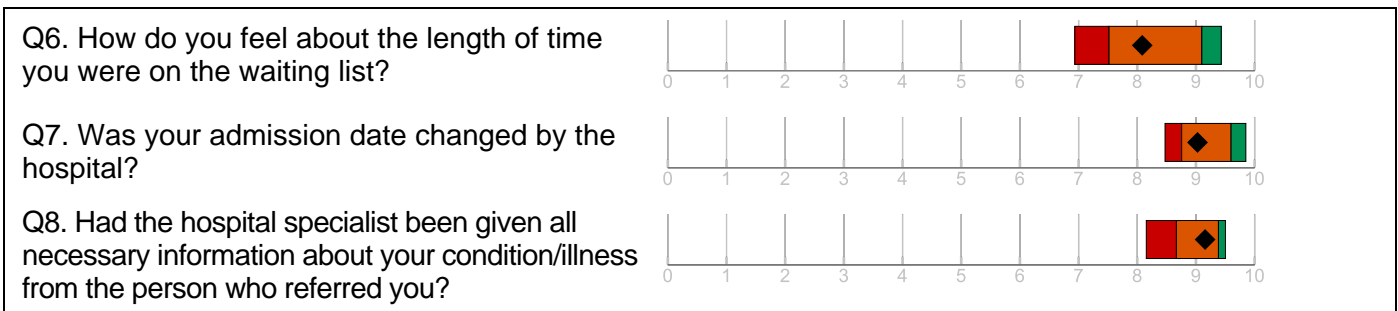 Q6. How do you feel about the length of time
you were on the waiting list?
0 1 2 3 4 5 6 7 8 9 10
Q7. Was your admission date changed by the
hospital?
0 1 2 3 4 5 6 7 8 9 10
Q8. Had the hospital specialist been given all
necessary information about your condition/illness
from the person who referred you?
0 1 2 3 4 5 6 7 8 9 10